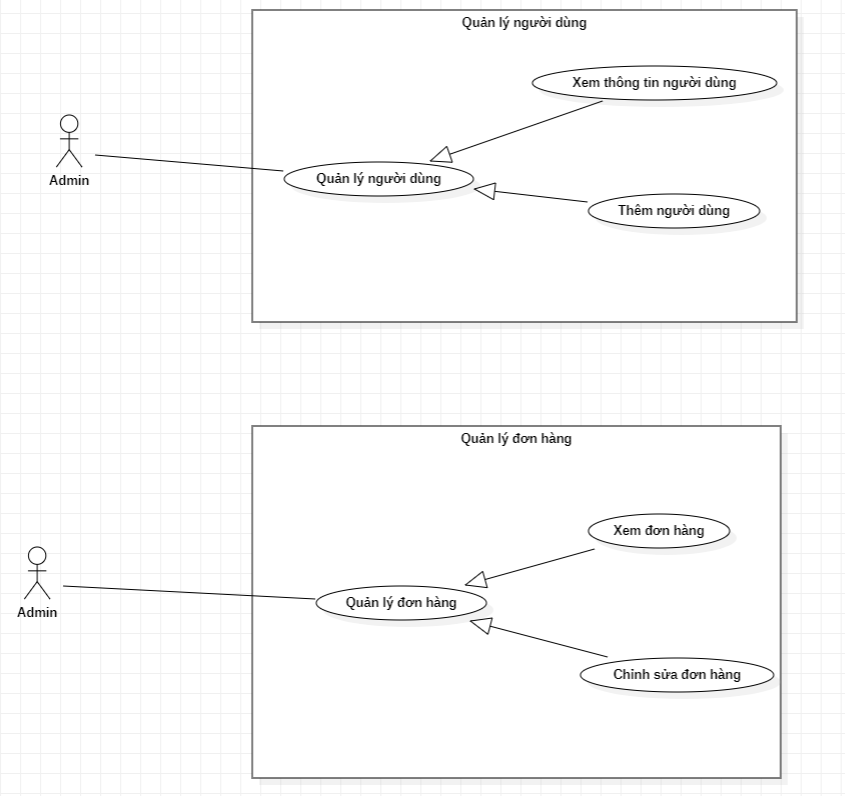 Quản lý người dùng
Xem thông tin người dùng
Admin
Quản lý người dùng
Thêm người dùng
Quản lý đơn hàng
Xem đơn hàng
Admin
Quản lý đơn hàng
Chỉnh sửa đơn hàng